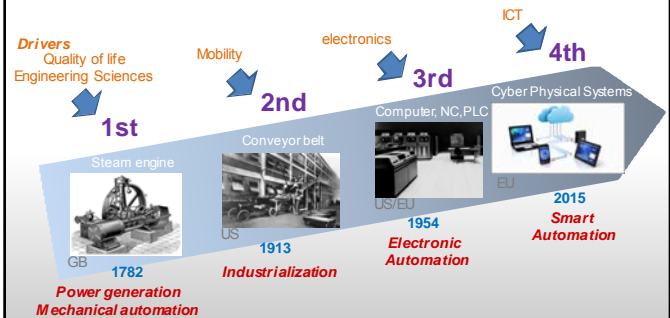 Drivers
Quality of life
Engineering Sciences
1st
Steam engine
GB
1782
Power generation
Mechanical automation
Mobility
2nd
Conveyor belt
US
1913
Industrialization
electronics
3rd
Computer, NC,PLC
US/EU
1954
Electronic
Automation
ICT
4th
Cyber Physical Systems
EU
2015
Smart
Automation